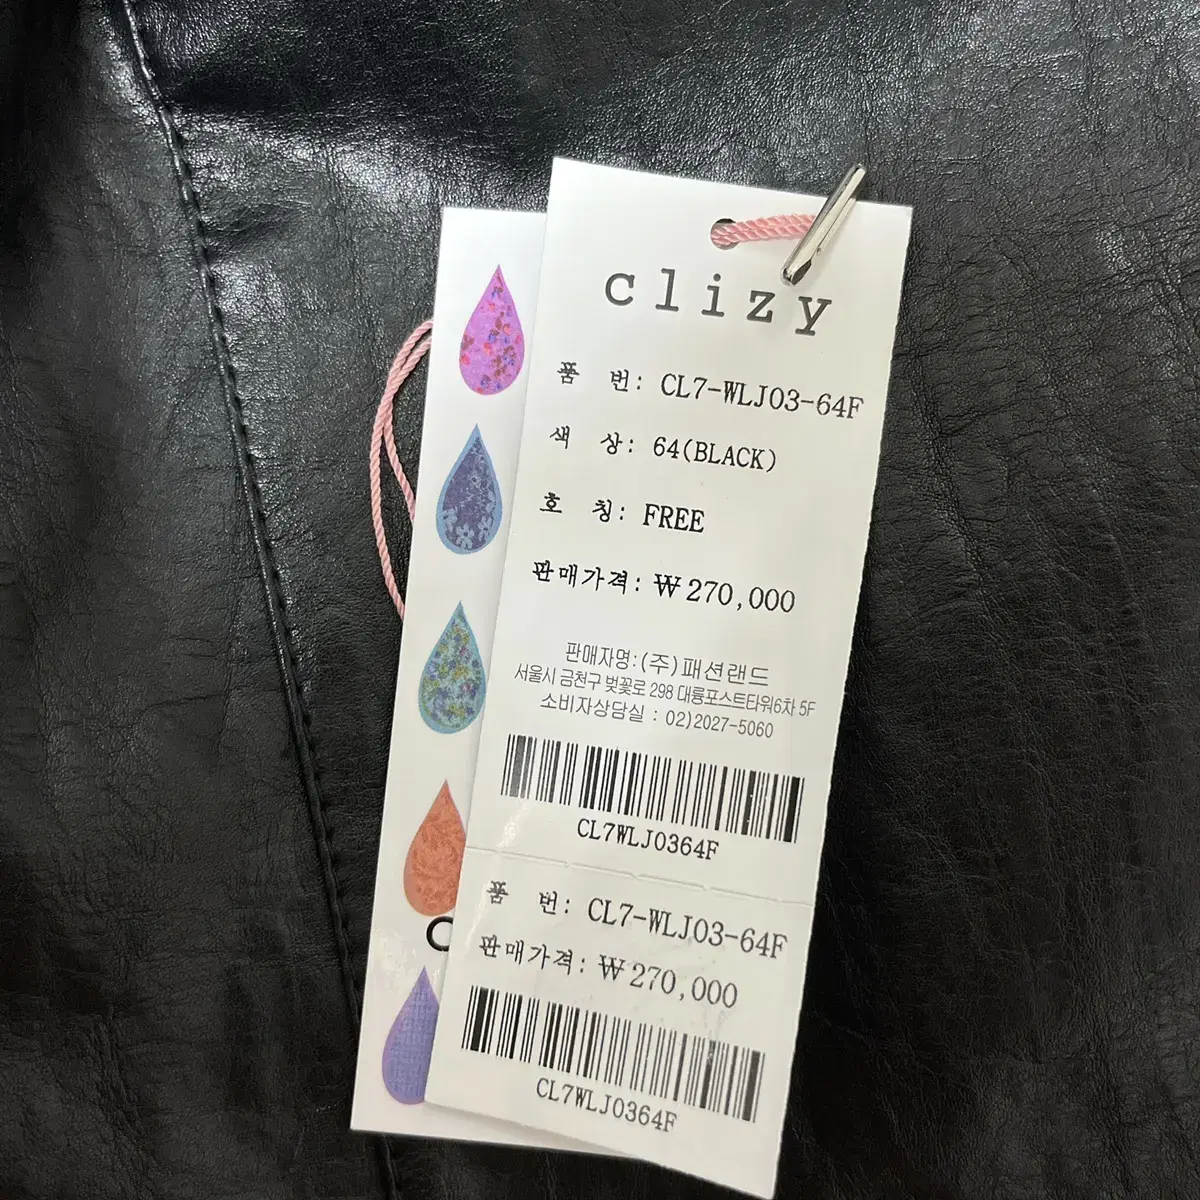 clizy
품 번: CL7-WLJ03-64F
색 상: 64(BLACK)
호 칭: FREE
판매가격: ₩270,000
판매자명:(주)패션랜드
서울시 금천구 벚꽃로 298 대륭포스트타워6차 5F
소비자상담실 : 02)2027-5060
CL7WLJ0364F
품 번: CL7-WLJ03-64F
판매가격: ₩270,000
CL7WLJ0364F
c